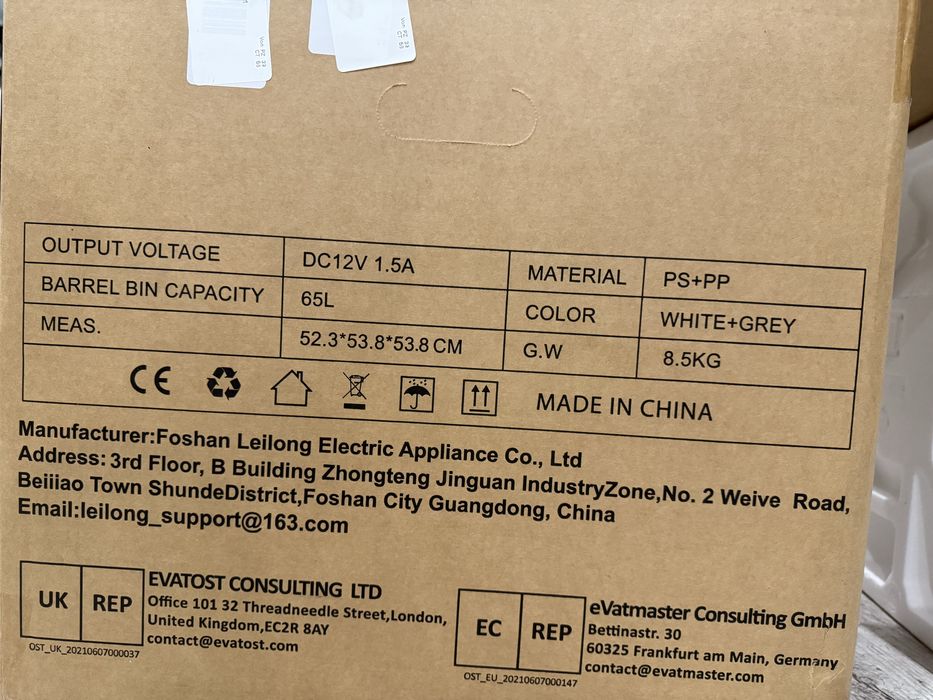 OUTPUT VOLTAGE DC12V 1.5A MATERIAL PS+PP
BARREL BIN CAPACITY 65L COLOR WHITE+GREY
MEAS. 52.3*53.8*53.8 CM G.W 8.5KG
CE MADE IN CHINA
Manufacturer:Foshan Leilong Electric Appliance Co., Ltd
Address: 3rd Floor, B Building Zhongteng Jinguan IndustryZone,No. 2 Weive Road,
Beiiiao Town ShundeDistrict,Foshan City Guangdong, China
Email:leilong_support@163.com
UK REP
EVATOST CONSULTING LTD
Office 101 32 Threadneedle Street,London,
United Kingdom,EC2R 8AY
contact@evatost.com
OST_UK_20210607000037
EC REP
eVatmaster Consulting GmbH
Bettinastr. 30
60325 Frankfurt am Main, Germany
contact@evatmaster.com
OST_EU_20210607000147